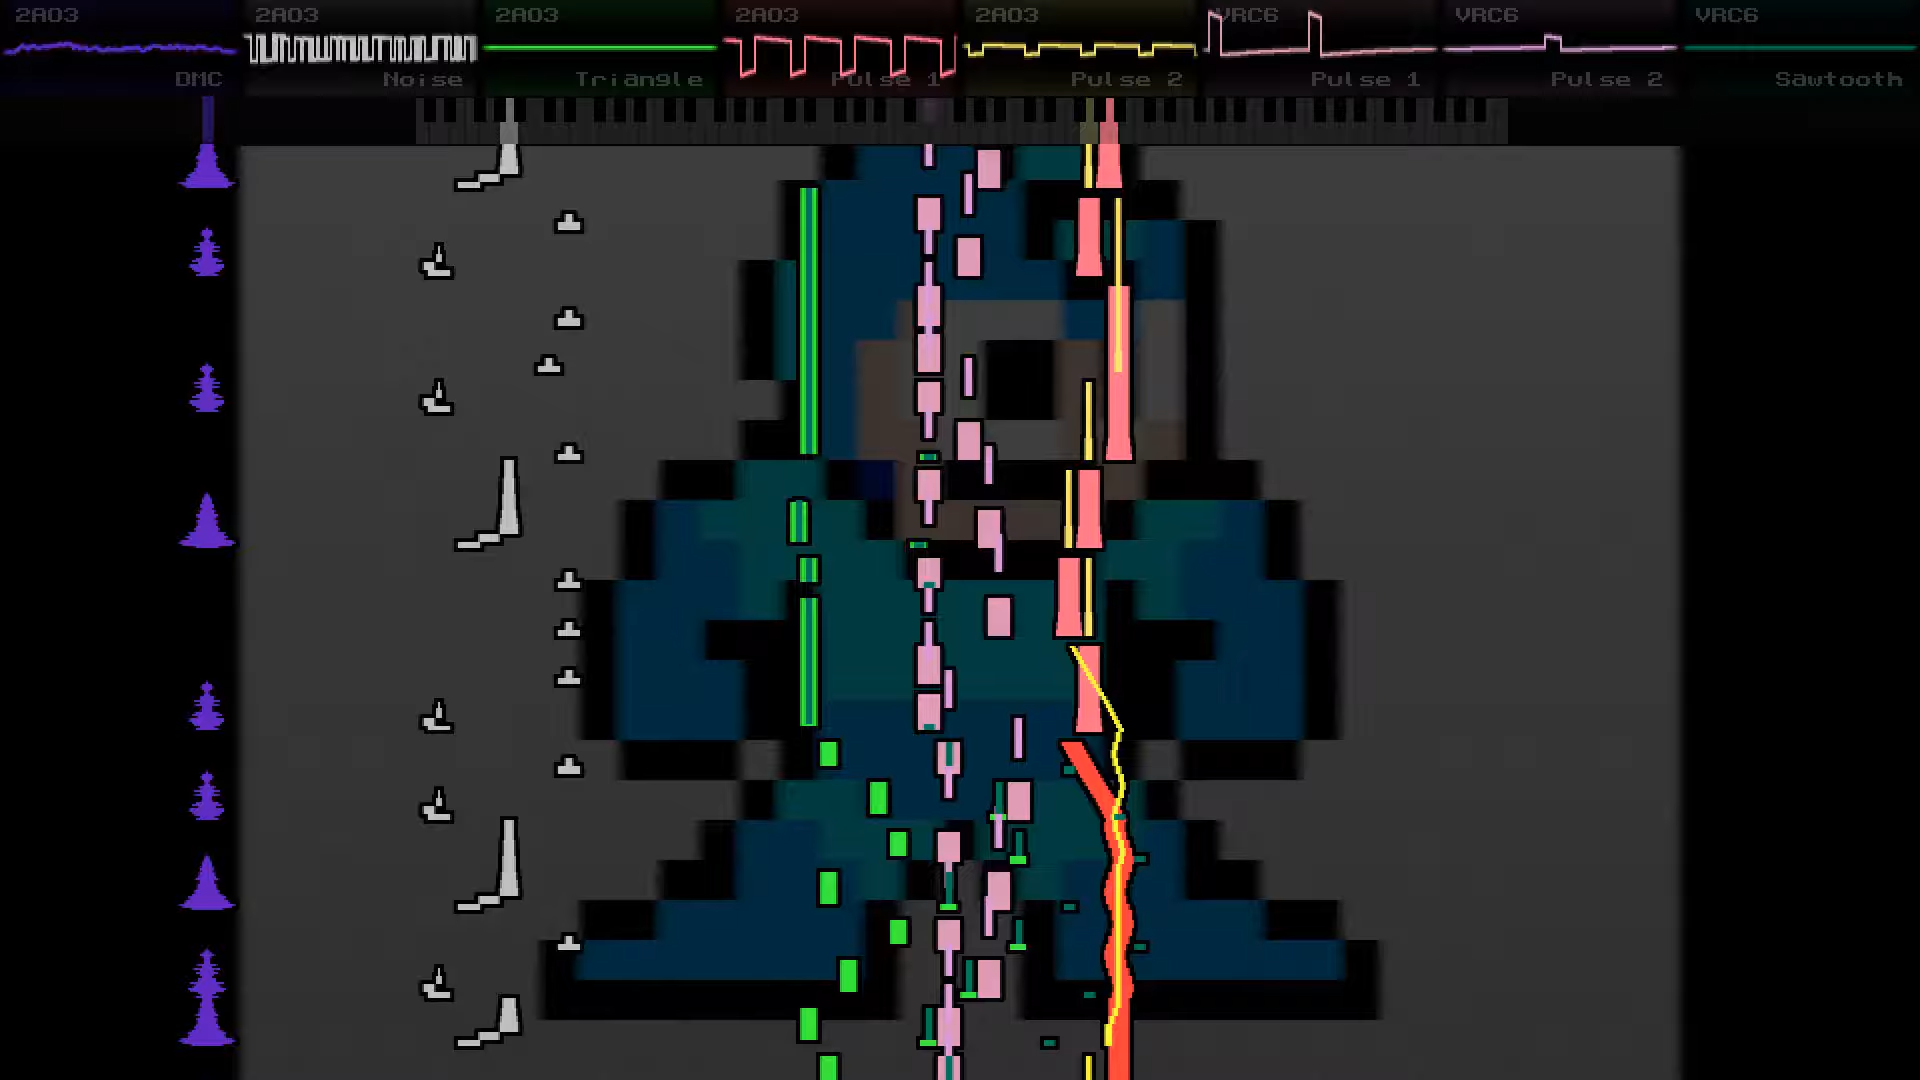 2A03 2A03 2A03 2A03 2A03 VRC6 VRC6 VRC6
DMC Noise Triangle Pulse 1 Pulse 2 Pulse 1 Pulse 2 Sawtooth